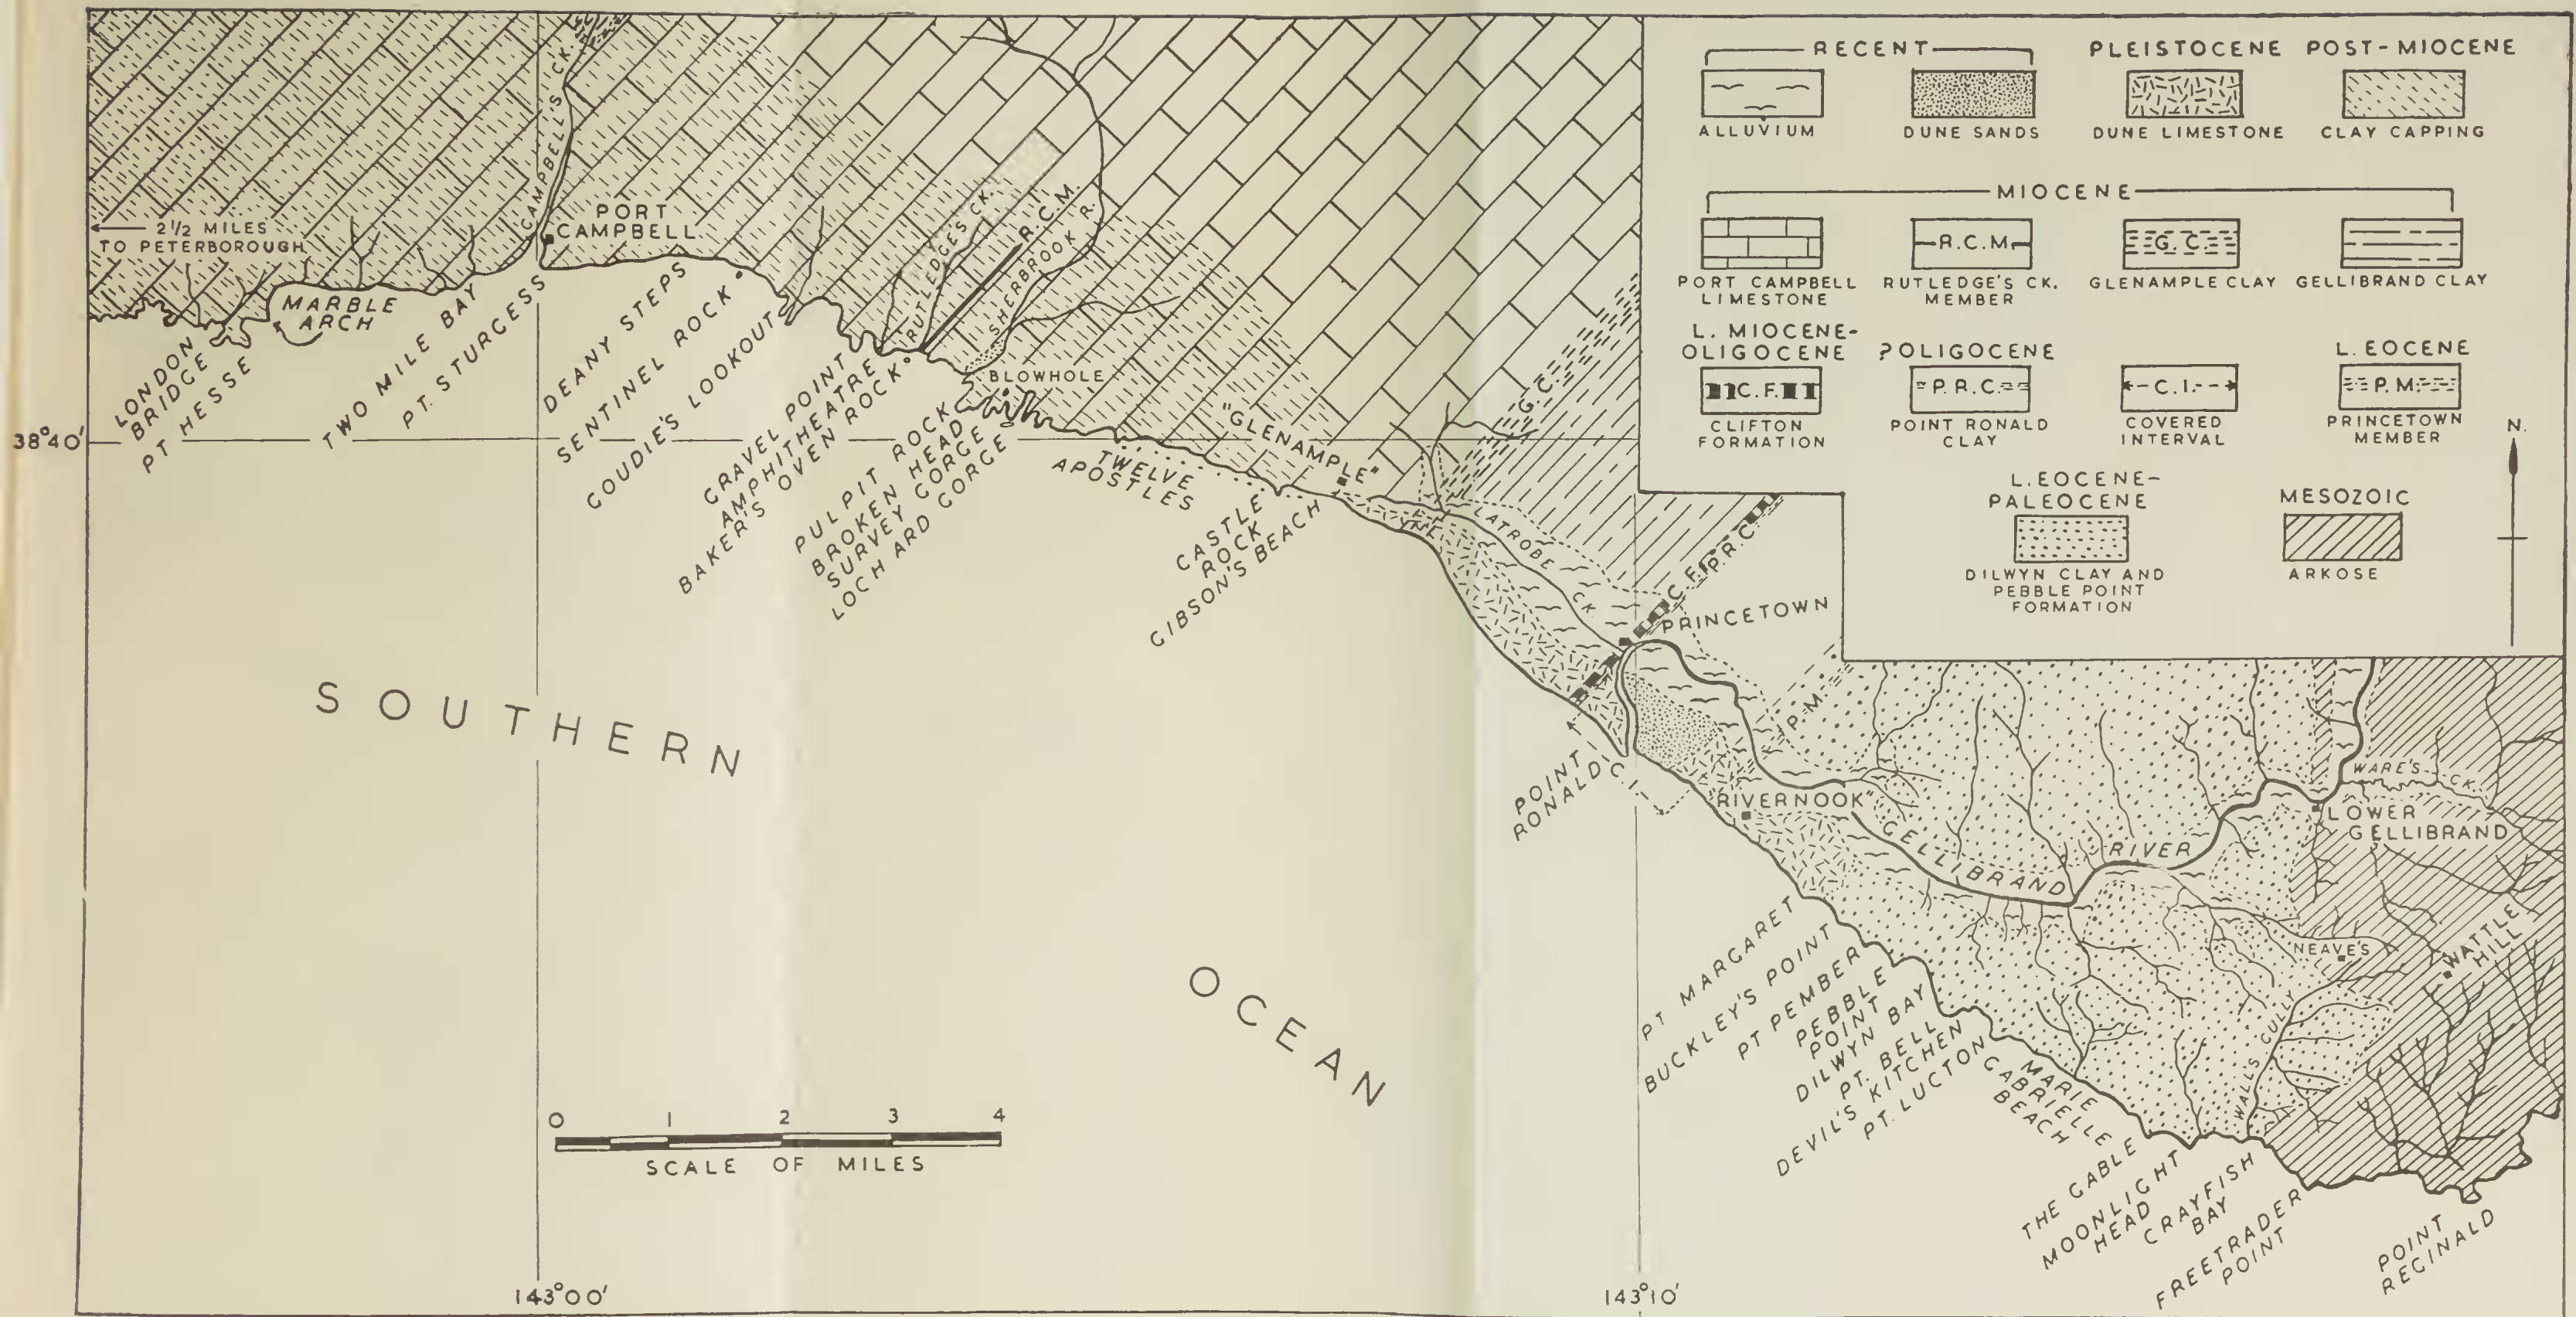 RECENT
PLEISTOCENE
POST-MIOCENE
ALLUVIUM
DUNE SANDS
DUNE LIMESTONE
CLAY CAPPING
MIOCENE
R.C.M.
G.C.
PORT CAMPBELL
LIMESTONE
RUTLEDGE'S CK.
MEMBER
GLENAMPLE CLAY
GELLIBRAND CLAY
L. MIOCENE-
OLIGOCENE
?OLIGOCENE
L. EOCENE
C.F.
P.R.C.
C.I.
P.M.
CLIFTON
FORMATION
POINT RONALD
CLAY
COVERED
INTERVAL
PRINCETOWN
MEMBER
L. EOCENE-
PALEOCENE
MESOZOIC
DILWYN CLAY AND
PEBBLE POINT
FORMATION
ARKOSE
N.
CAMPBELLS CK.
PORT
CAMPBELL
2 1/2 MILES
TO PETERBOROUGH
MARBLE
ARCH
LONDON
BRIDGE
PT HESSE
TWO MILE BAY
PT. STURGESS
DEANY STEPS
SENTINEL ROCK
GOUDIE'S LOOKOUT
RUTLEDGES CK.
R.C.M.
SHERBROOK R.
GRAVEL POINT
AMPHITHEATRE
BAKER'S OVEN ROCK
BLOWHOLE
PULPIT ROCK
BROKEN HEAD
SURVEY GORGE
LOCH ARD GORGE
38°40'
TWELVE
APOSTLES
"GLENAMPLE"
CASTLE
ROCK
GIBSON'S BEACH
G.C.
LATROBE CK
C.F.
P.R.C.
PRINCETOWN
P.M.
POINT
RONALD
C.I.
"RIVERNOOK"
GELLIBRAND RIVER
WARE'S CK.
LOWER
GELLIBRAND
NEAVE'S
WATTLE
HILL
WALLS GULLY
PT MARGARET
BUCKLEY'S POINT
PT PEMBER
PEBBLE
POINT
DILWYN BAY
PT. BELL
DEVIL'S KITCHEN
PT. LUCTON
MARIE
GABRIELLE
BEACH
THE GABLE
MOONLIGHT
HEAD
CRAYFISH
BAY
FREETRADER
POINT
POINT
REGINALD
SOUTHERN
OCEAN
0 1 2 3 4
SCALE OF MILES
143°00'
143°10'